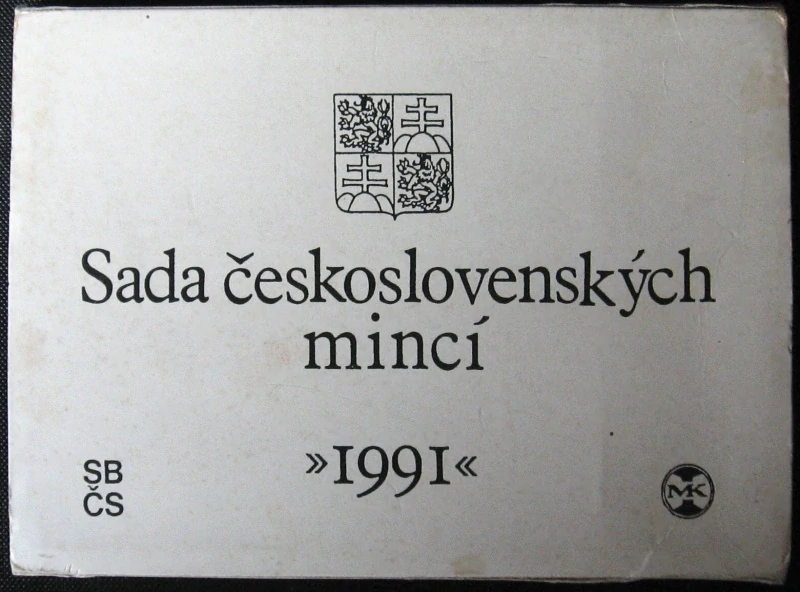 Sada československých
mincí
»1991«
SB
ČS
MK